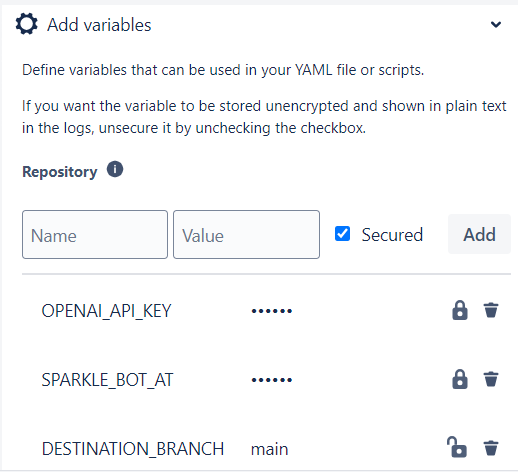 Add variables
Define variables that can be used in your YAML file or scripts.
If you want the variable to be stored unencrypted and shown in plain text
in the logs, unsecure it by unchecking the checkbox.
Repository
Name Value Secured Add
OPENAI_API_KEY ••••••
SPARKLE_BOT_AT ••••••
DESTINATION_BRANCH main